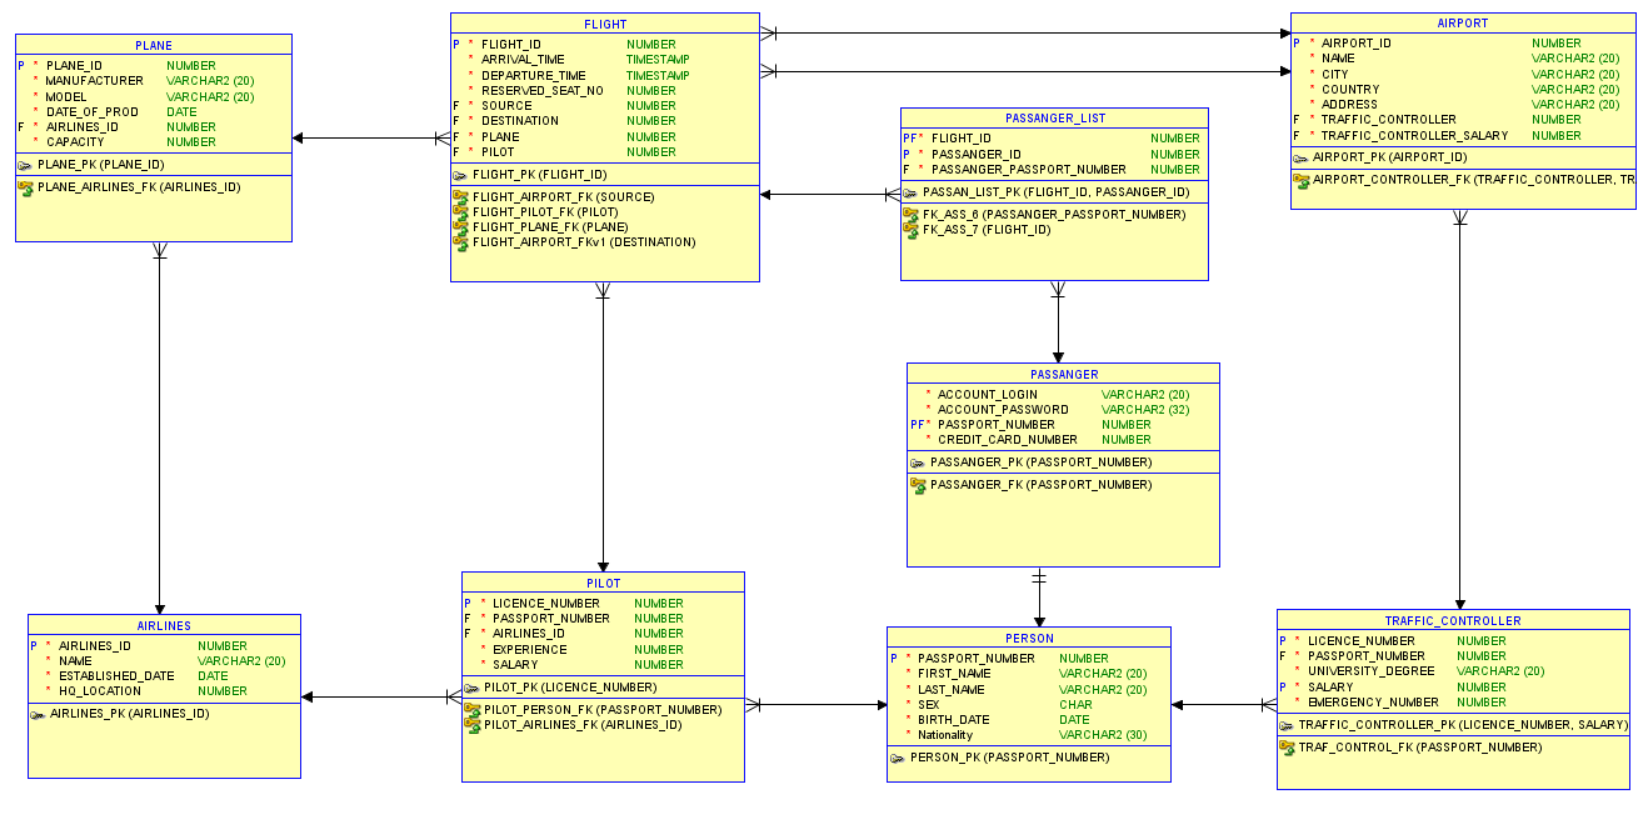 PLANE
P * PLANE_ID NUMBER
* MANUFACTURER VARCHAR2 (20)
* MODEL VARCHAR2 (20)
* DATE_OF_PROD DATE
F * AIRLINES_ID NUMBER
* CAPACITY NUMBER
PLANE_PK (PLANE_ID)
PLANE_AIRLINES_FK (AIRLINES_ID)
FLIGHT
P * FLIGHT_ID NUMBER
* ARRIVAL_TIME TIMESTAMP
* DEPARTURE_TIME TIMESTAMP
* RESERVED_SEAT_NO NUMBER
F * SOURCE NUMBER
F * DESTINATION NUMBER
F * PLANE NUMBER
F * PILOT NUMBER
FLIGHT_PK (FLIGHT_ID)
FLIGHT_AIRPORT_FK (SOURCE)
FLIGHT_PILOT_FK (PILOT)
FLIGHT_PLANE_FK (PLANE)
FLIGHT_AIRPORT_FKv1 (DESTINATION)
PASSANGER_LIST
PF * FLIGHT_ID NUMBER
P * PASSANGER_ID NUMBER
F * PASSANGER_PASSPORT_NUMBER NUMBER
PASSAN_LIST_PK (FLIGHT_ID, PASSANGER_ID)
FK_ASS_6 (PASSANGER_PASSPORT_NUMBER)
FK_ASS_7 (FLIGHT_ID)
AIRPORT
P * AIRPORT_ID NUMBER
* NAME VARCHAR2 (20)
* CITY VARCHAR2 (20)
* COUNTRY VARCHAR2 (20)
* ADDRESS VARCHAR2 (20)
F * TRAFFIC_CONTROLLER NUMBER
F * TRAFFIC_CONTROLLER_SALARY NUMBER
AIRPORT_PK (AIRPORT_ID)
AIRPORT_CONTROLLER_FK (TRAFFIC_CONTROLLER, TR
PASSANGER
* ACCOUNT_LOGIN VARCHAR2 (20)
* ACCOUNT_PASSWORD VARCHAR2 (32)
PF * PASSPORT_NUMBER NUMBER
* CREDIT_CARD_NUMBER NUMBER
PASSANGER_PK (PASSPORT_NUMBER)
PASSANGER_FK (PASSPORT_NUMBER)
AIRLINES
P * AIRLINES_ID NUMBER
* NAME VARCHAR2 (20)
* ESTABLISHED_DATE DATE
* HQ_LOCATION NUMBER
AIRLINES_PK (AIRLINES_ID)
PILOT
P * LICENCE_NUMBER NUMBER
F * PASSPORT_NUMBER NUMBER
F * AIRLINES_ID NUMBER
* EXPERIENCE NUMBER
* SALARY NUMBER
PILOT_PK (LICENCE_NUMBER)
PILOT_PERSON_FK (PASSPORT_NUMBER)
PILOT_AIRLINES_FK (AIRLINES_ID)
PERSON
P * PASSPORT_NUMBER NUMBER
* FIRST_NAME VARCHAR2 (20)
* LAST_NAME VARCHAR2 (20)
* SEX CHAR
* BIRTH_DATE DATE
* Nationality VARCHAR2 (30)
PERSON_PK (PASSPORT_NUMBER)
TRAFFIC_CONTROLLER
P * LICENCE_NUMBER NUMBER
F * PASSPORT_NUMBER NUMBER
* UNIVERSITY_DEGREE VARCHAR2 (20)
P * SALARY NUMBER
* EMERGENCY_NUMBER NUMBER
TRAFFIC_CONTROLLER_PK (LICENCE_NUMBER, SALARY)
TRAF_CONTROL_FK (PASSPORT_NUMBER)